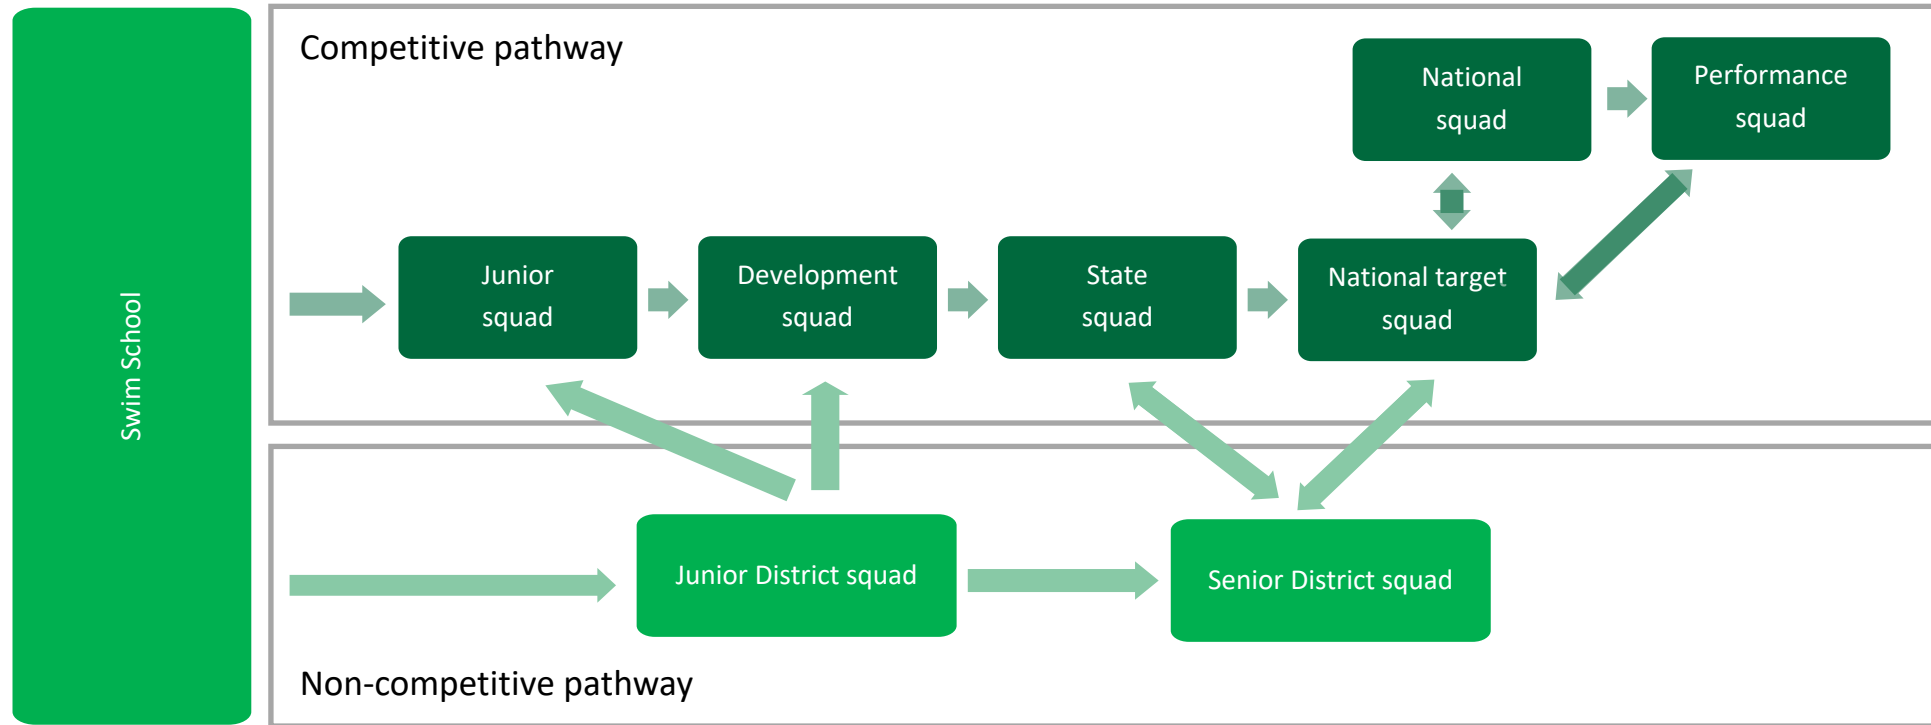 Swim School
Competitive pathway
National
squad
Performance
squad
Junior
squad
Development
squad
State
squad
National target
squad
Junior District squad
Senior District squad
Non-competitive pathway